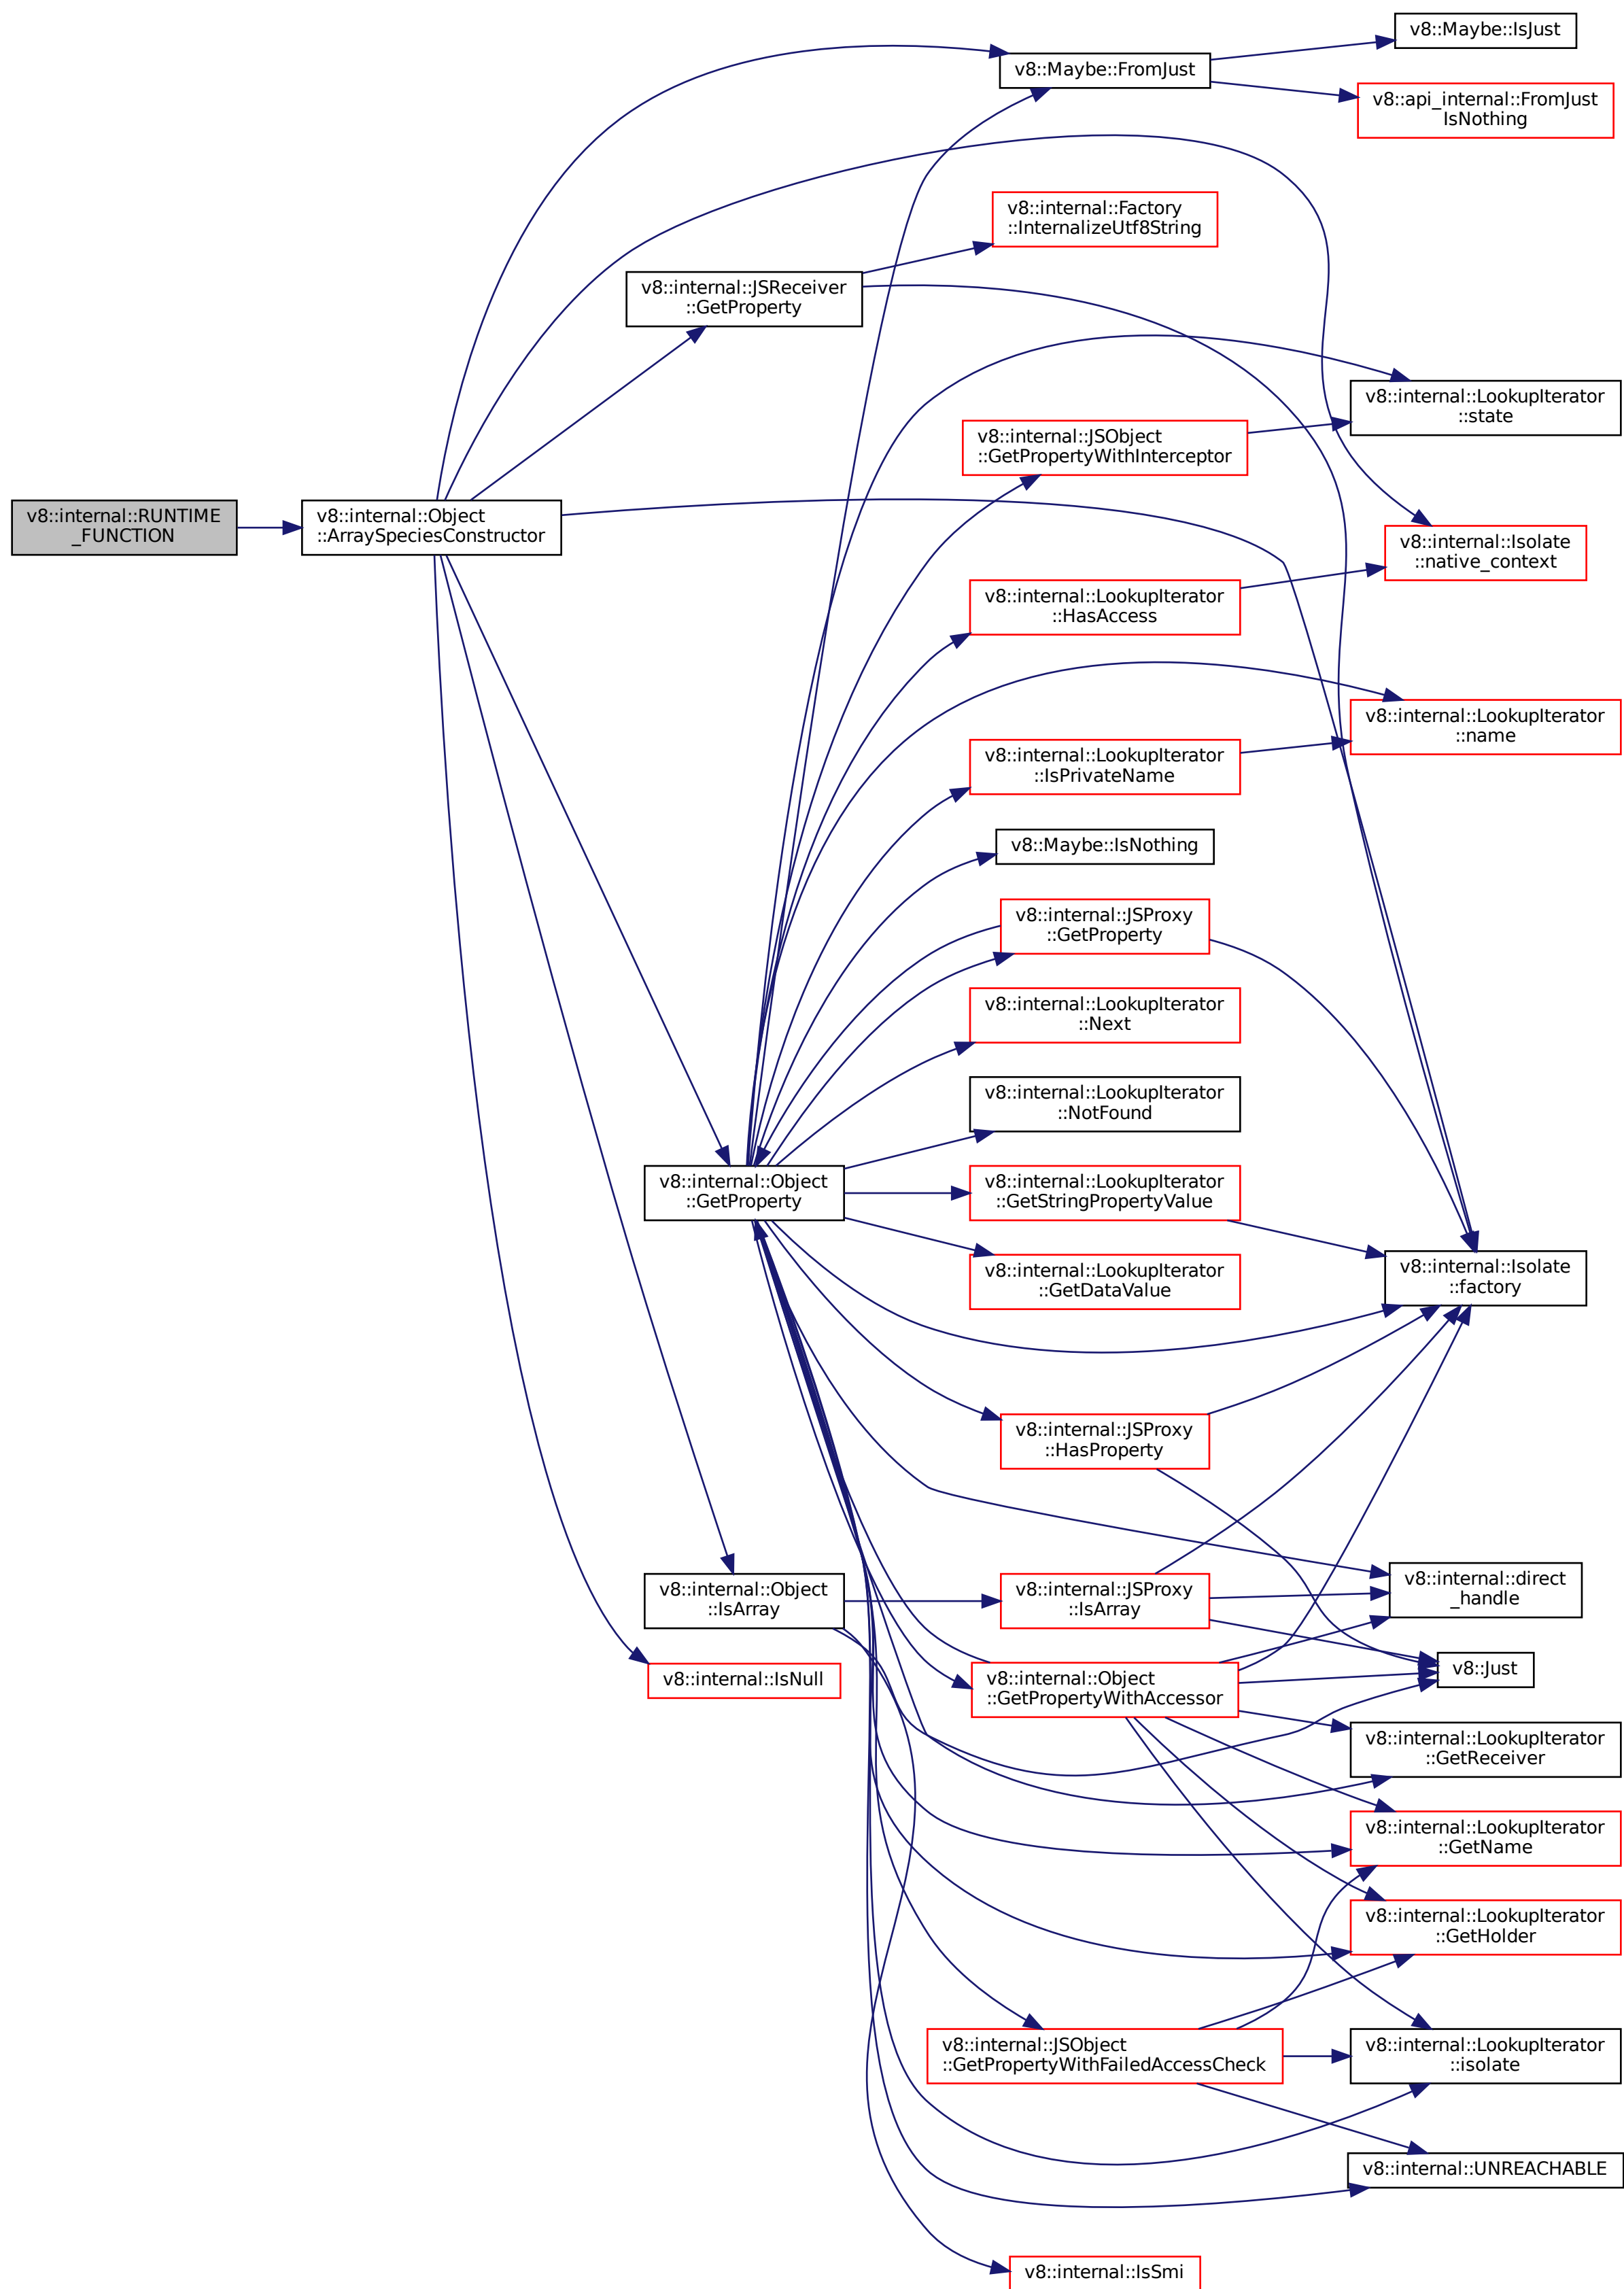 v8::Maybe::IsJust
v8::Maybe::FromJust
v8::api_internal::FromJust
IsNothing
v8::internal::Factory
::InternalizeUtf8String
v8::internal::JSReceiver
::GetProperty
v8::internal::LookupIterator
::state
v8::internal::JSObject
::GetPropertyWithInterceptor
v8::internal::RUNTIME
_FUNCTION
v8::internal::Object
::ArraySpeciesConstructor
v8::internal::Isolate
::native_context
v8::internal::LookupIterator
::HasAccess
v8::internal::LookupIterator
::name
v8::internal::LookupIterator
::IsPrivateName
v8::Maybe::IsNothing
v8::internal::JSProxy
::GetProperty
v8::internal::LookupIterator
::Next
v8::internal::LookupIterator
::NotFound
v8::internal::Object
::GetProperty
v8::internal::LookupIterator
::GetStringPropertyValue
v8::internal::LookupIterator
::GetDataValue
v8::internal::Isolate
::factory
v8::internal::JSProxy
::HasProperty
v8::internal::direct
_handle
v8::internal::Object
::IsArray
v8::internal::JSProxy
::IsArray
v8::internal::IsNull
v8::internal::Object
::GetPropertyWithAccessor
v8::Just
v8::internal::LookupIterator
::GetReceiver
v8::internal::LookupIterator
::GetName
v8::internal::LookupIterator
::GetHolder
v8::internal::JSObject
::GetPropertyWithFailedAccessCheck
v8::internal::LookupIterator
::isolate
v8::internal::UNREACHABLE
v8::internal::IsSmi